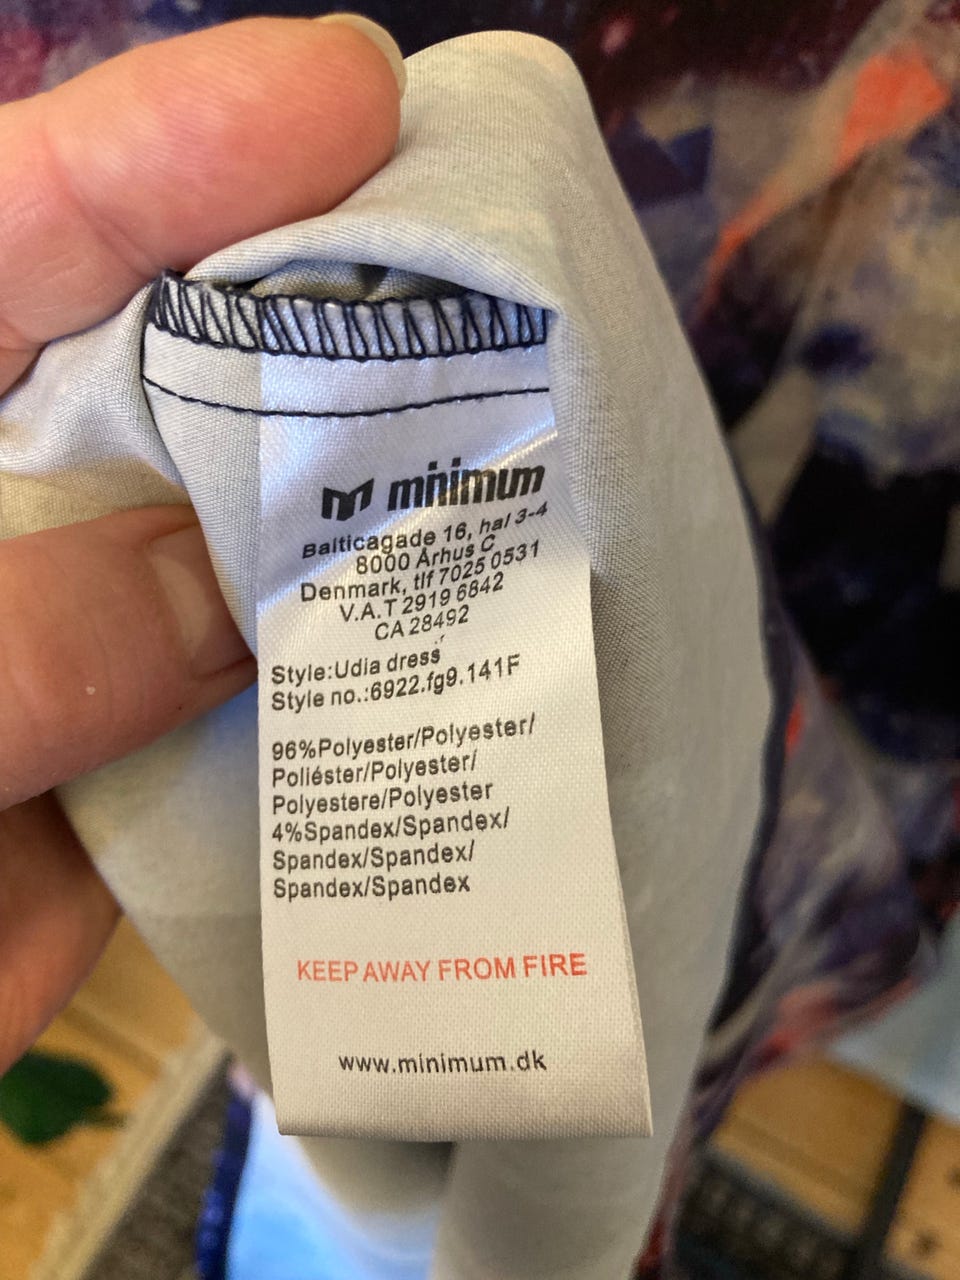 minimum
Balticagade 16, hal 3-4
8000 Århus C
Denmark, tlf 7025 0531
V.A.T 2919 6842
CA 28492
Style:Udia dress
Style no.:6922.fg9.141F
96%Polyester/Polyester/
Poliéster/Polyester/
Polyestere/Polyester
4%Spandex/Spandex/
Spandex/Spandex/
Spandex/Spandex
KEEP AWAY FROM FIRE
www.minimum.dk